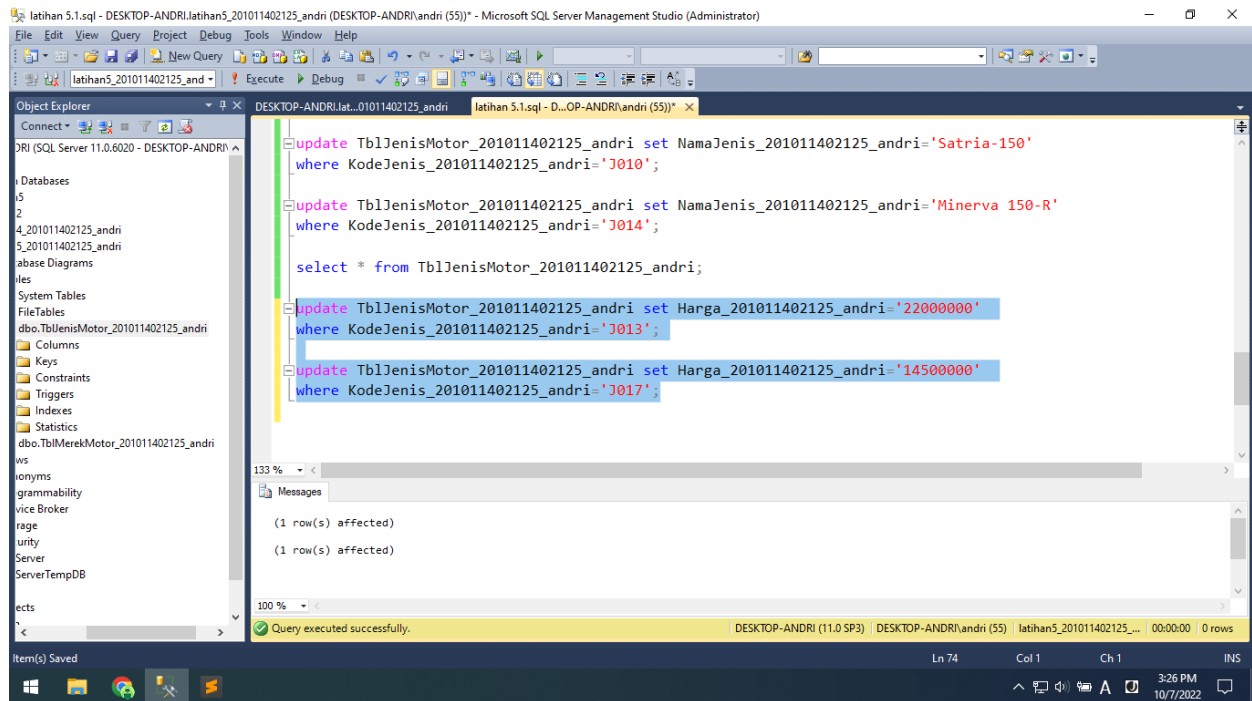 latihan 5.1.sql - DESKTOP-ANDRI.latihan5_201011402125_andri (DESKTOP-ANDRI\andri (55))* - Microsoft SQL Server Management Studio (Administrator)
File Edit View Query Project Debug Tools Window Help
New Query
latihan5_201011402125_and Execute Debug
Object Explorer
DESKTOP-ANDRI.lat...01011402125_andri latihan 5.1.sql - D...OP-ANDRI\andri (55))*
Connect
DRI (SQL Server 11.0.6020 - DESKTOP-ANDRI\
Databases
2
4_201011402125_andri
5_201011402125_andri
tabase Diagrams
les
System Tables
FileTables
dbo.TblJenisMotor_201011402125_andri
Columns
Keys
Constraints
Triggers
Indexes
Statistics
dbo.TblMerekMotor_201011402125_andri
ws
onyms
grammability
vice Broker
rage
urity
Server
ServerTempDB
ects
update TblJenisMotor_201011402125_andri set NamaJenis_201011402125_andri='Satria-150'
where KodeJenis_201011402125_andri='J010';
update TblJenisMotor_201011402125_andri set NamaJenis_201011402125_andri='Minerva 150-R'
where KodeJenis_201011402125_andri='J014';
select * from TblJenisMotor_201011402125_andri;
update TblJenisMotor_201011402125_andri set Harga_201011402125_andri='22000000'
where KodeJenis_201011402125_andri='J013';
update TblJenisMotor_201011402125_andri set Harga_201011402125_andri='14500000'
where KodeJenis_201011402125_andri='J017';
133 %
Messages
(1 row(s) affected)
(1 row(s) affected)
100 %
Query executed successfully. DESKTOP-ANDRI (11.0 SP3) DESKTOP-ANDRI\andri (55) latihan5_201011402125_... 00:00:00 0 rows
Item(s) Saved Ln 74 Col 1 Ch 1 INS
A 3:26 PM
10/7/2022